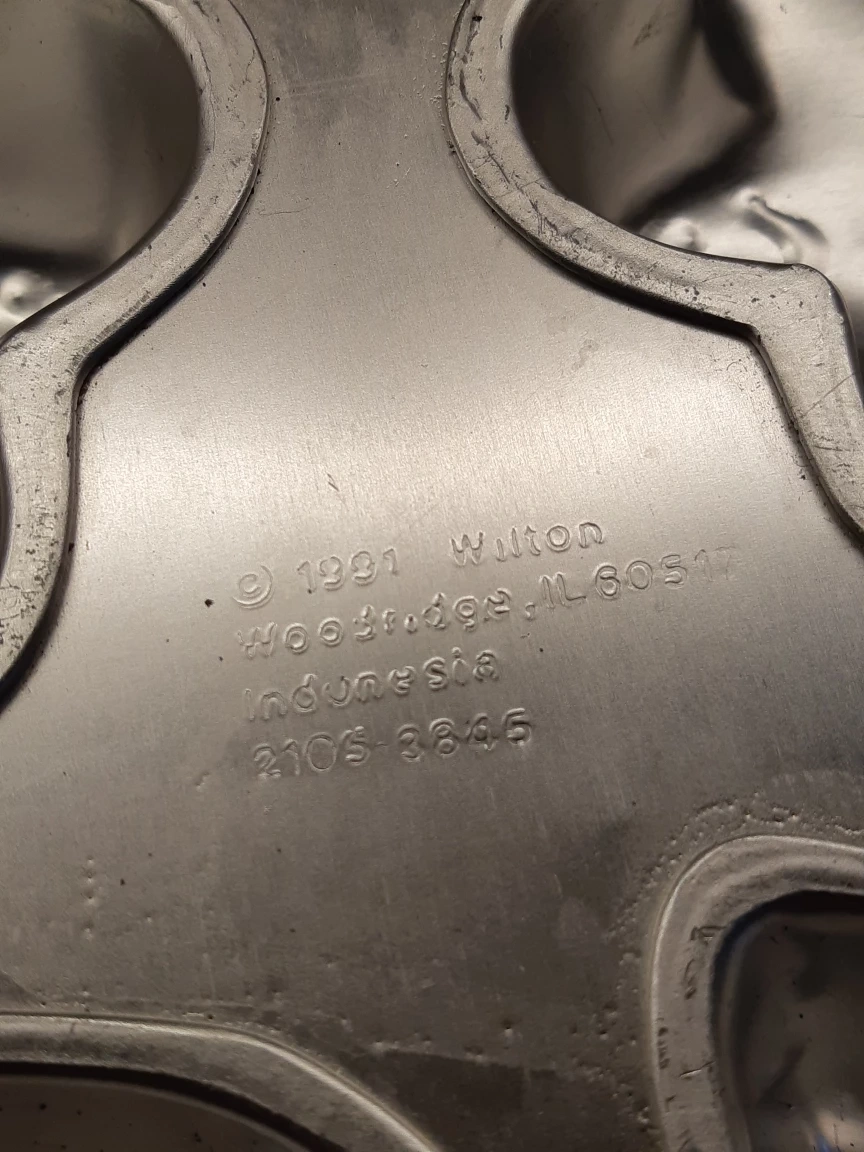 © 1991 Wilton
Woodridge, IL 60517
Indonesia
2105-3845